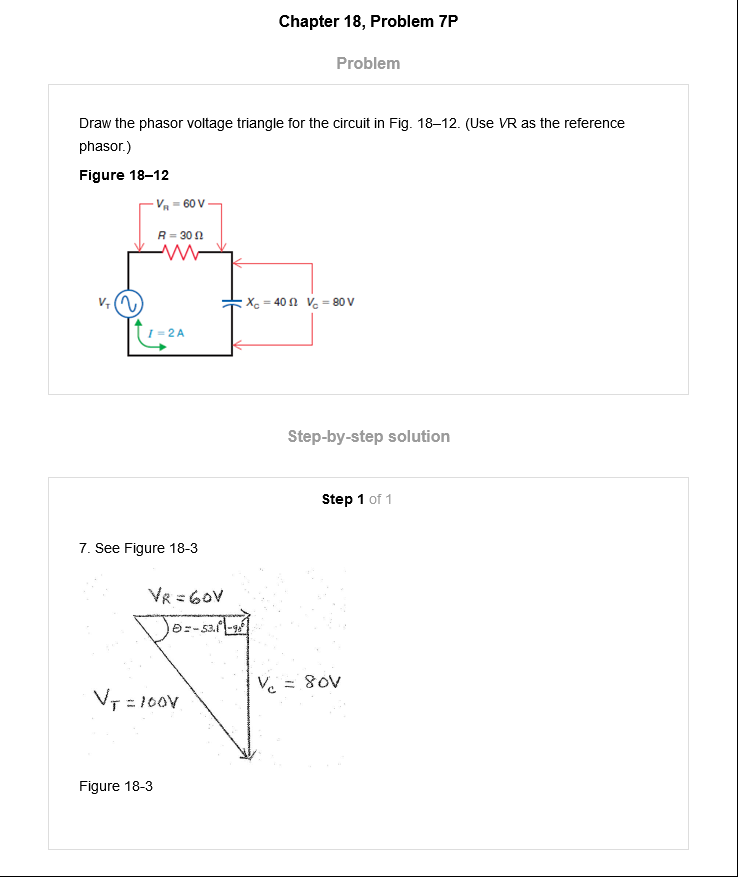 Chapter 18, Problem 7P
Problem
Draw the phasor voltage triangle for the circuit in Fig. 18–12. (Use VR as the reference
phasor.)
Figure 18–12
V_R = 60 V
R = 30 Ω
V_T
X_C = 40 Ω V_C = 80 V
I = 2 A
Step-by-step solution
Step 1 of 1
7. See Figure 18-3
V_R = 60V
θ = -53.1° -90°
V_C = 80V
V_T = 100V
Figure 18-3